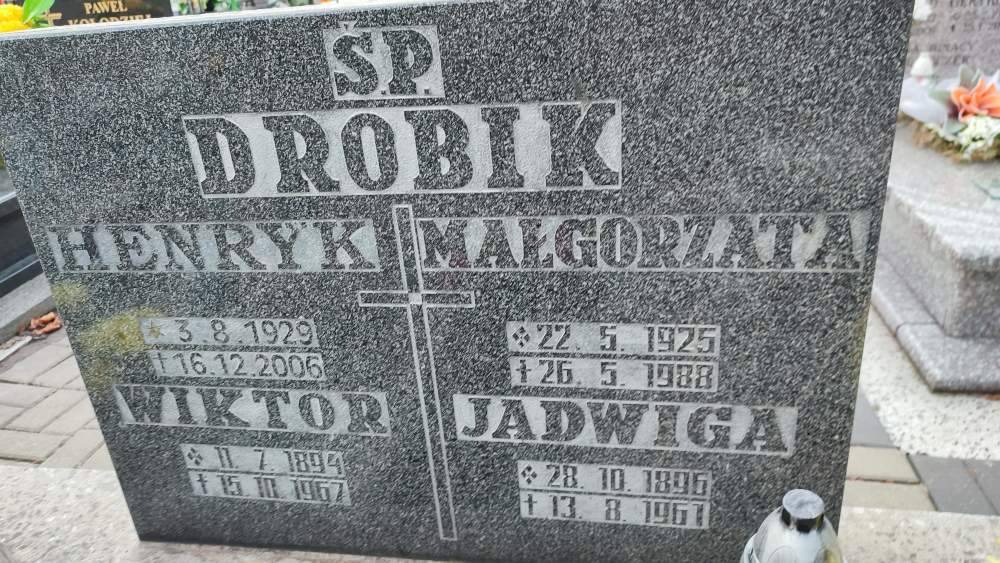 PAWEŁ
KOŁODZIEJ
Ś.P.
DROBIK
HENRYK
* 3. 8. 1929
† 16.12.2006
MAŁGORZATA
* 22. 5. 1925
† 26. 5. 1988
WIKTOR
* 11. 7. 1894
† 15. 10. 1967
JADWIGA
* 28. 10. 1896
† 13. 8. 1961